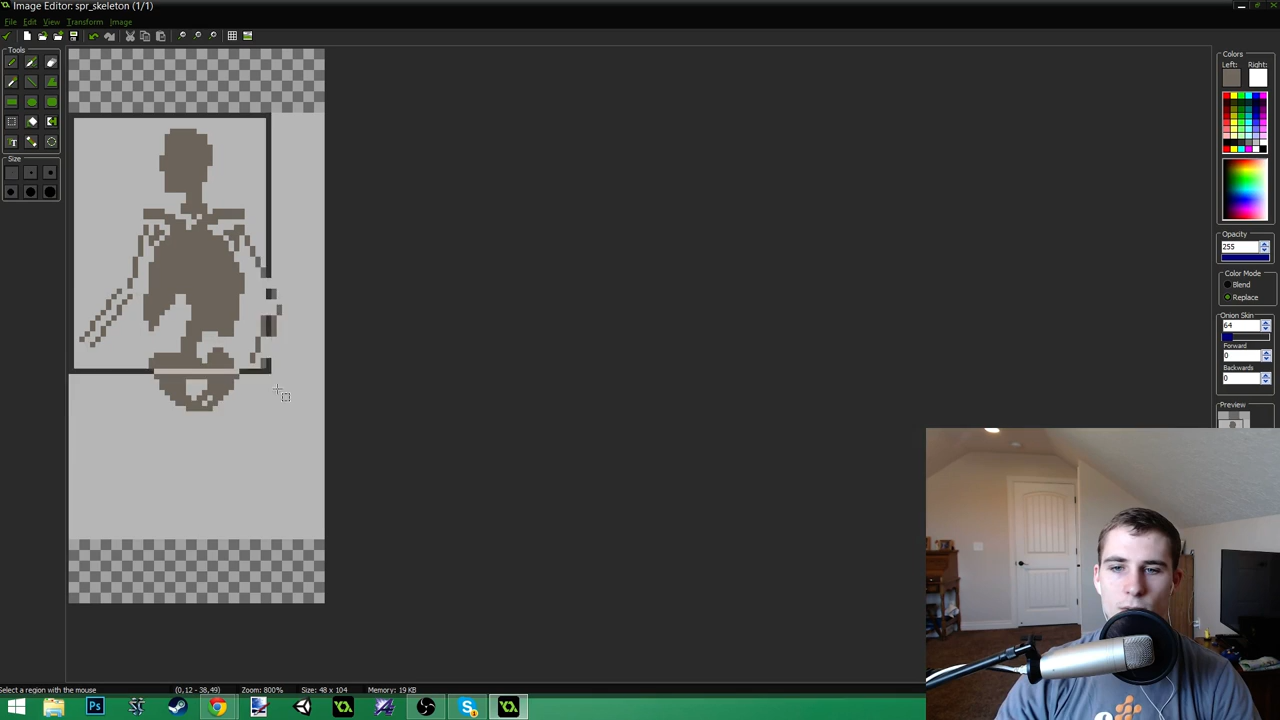 Image Editor: spr_skeleton (1/1)
File Edit View Transform Image
Tools
Size
Colors
Left: Right:
Opacity
255
Color Mode
Blend
Replace
Onion Skin
64
Forward
0
Backwards
0
Preview
Select a region with the mouse (0,12 - 38,49) Zoom: 800% Size: 48 x 104 Memory: 19 KB